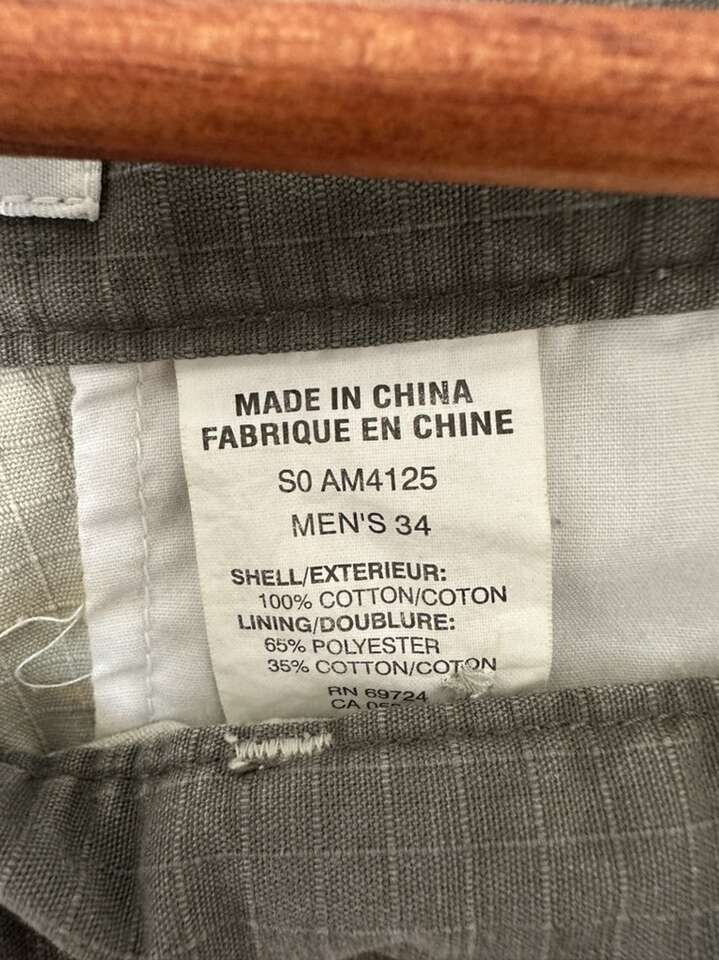 MADE IN CHINA
FABRIQUE EN CHINE
S0 AM4125
MEN'S 34
SHELL/EXTERIEUR:
100% COTTON/COTON
LINING/DOUBLURE:
65% POLYESTER
35% COTTON/COTON
RN 69724
CA